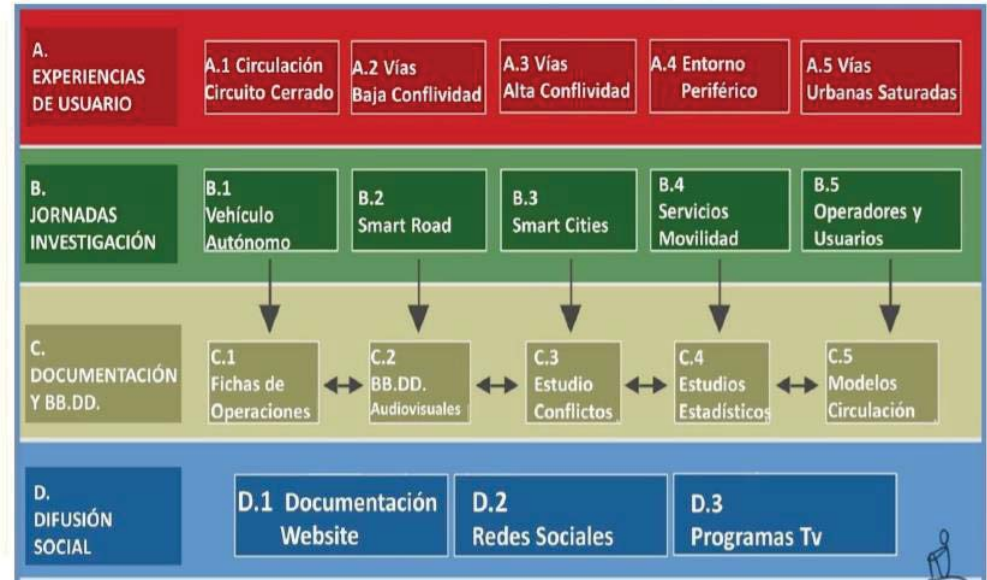 A.
EXPERIENCIAS
DE USUARIO
A.1 Circulación
Circuito Cerrado
A.2 Vías
Baja Conflividad
A.3 Vías
Alta Conflividad
A.4 Entorno
Periférico
A.5 Vías
Urbanas Saturadas
B.
JORNADAS
INVESTIGACIÓN
B.1
Vehículo
Autónomo
B.2
Smart Road
B.3
Smart Cities
B.4
Servicios
Movilidad
B.5
Operadores y
Usuarios
C.
DOCUMENTACIÓN
Y BB.DD.
C.1
Fichas de
Operaciones
C.2
BB.DD.
Audiovisuales
C.3
Estudio
Conflictos
C.4
Estudios
Estadísticos
C.5
Modelos
Circulación
D.
DIFUSIÓN
SOCIAL
D.1 Documentación
Website
D.2
Redes Sociales
D.3
Programas Tv